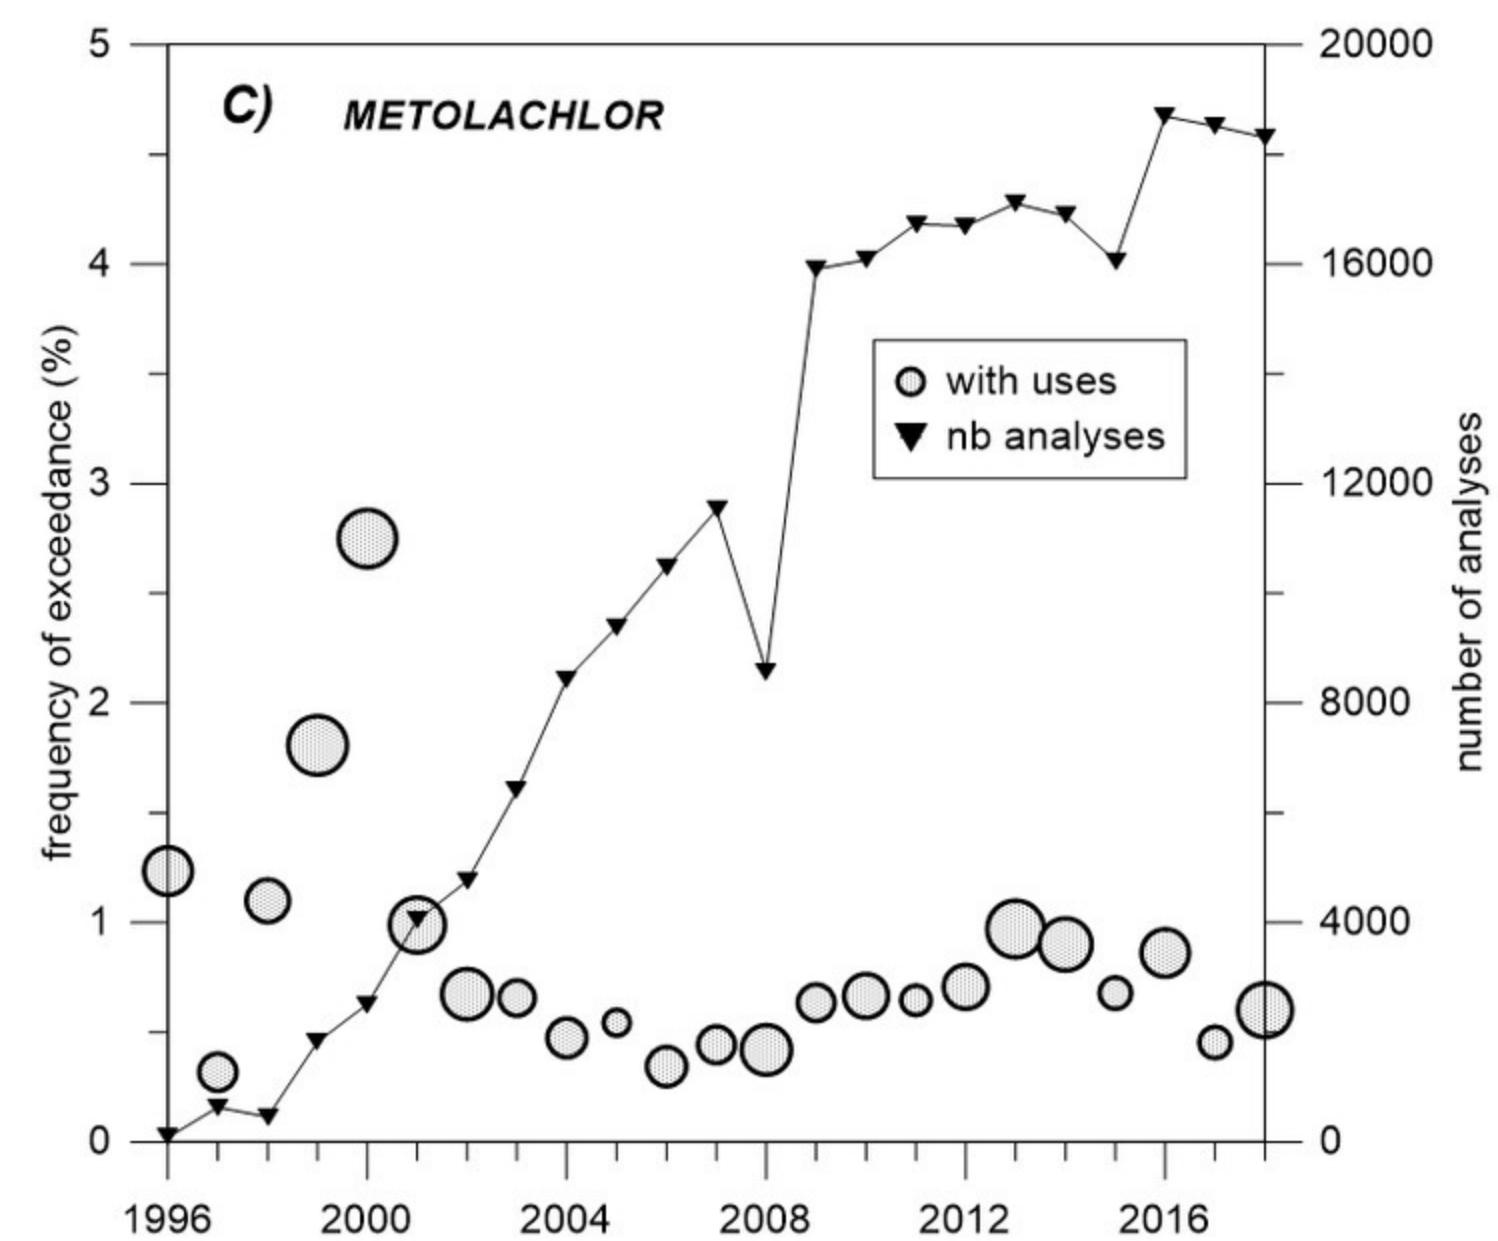 C) METOLACHLOR
5
4
3
2
1
0
frequency of exceedance (%)
20000
16000
12000
8000
4000
0
number of analyses
with uses
nb analyses
1996 2000 2004 2008 2012 2016